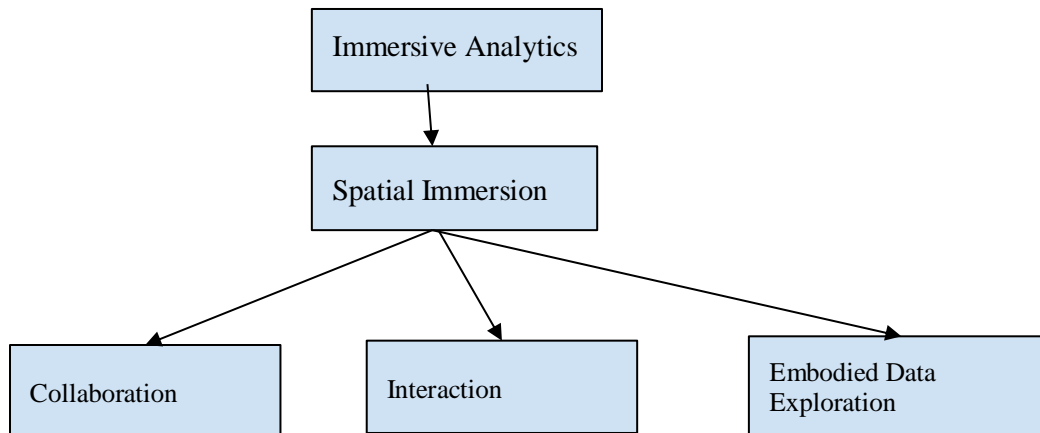 Immersive Analytics
Spatial Immersion
Collaboration
Interaction
Embodied Data
Exploration